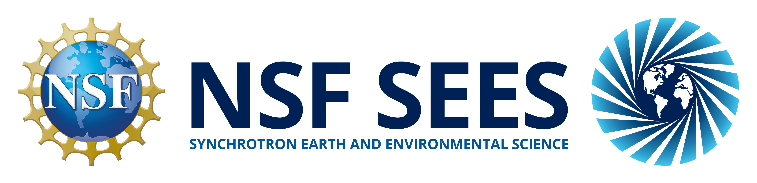 NSF
NSF SEES
SYNCHROTRON EARTH AND ENVIRONMENTAL SCIENCE